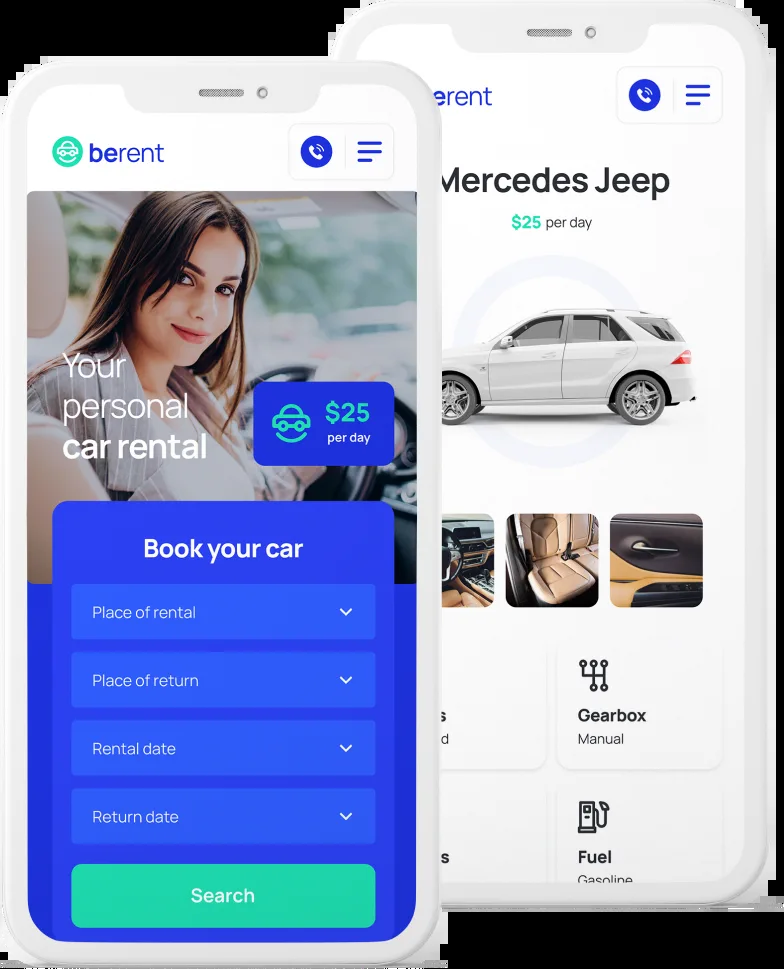 berent
Your
personal
car rental
$25
per day
Book your car
Place of rental
Place of return
Rental date
Return date
Search
erent
Mercedes Jeep
$25 per day
s
d
Gearbox
Manual
s
Fuel
Gasoline